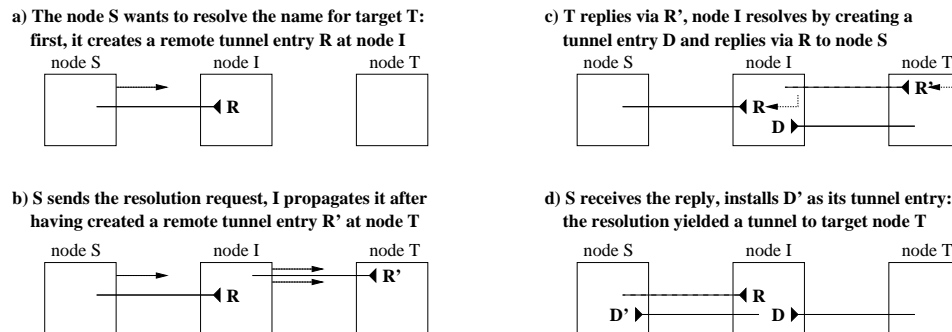 a) The node S wants to resolve the name for target T:
first, it creates a remote tunnel entry R at node I
node S node I node T
R
b) S sends the resolution request, I propagates it after
having created a remote tunnel entry R’ at node T
node S node I node T
R’
R
c) T replies via R’, node I resolves by creating a
tunnel entry D and replies via R to node S
node S node I node T
R’
R
D
d) S receives the reply, installs D’ as its tunnel entry:
the resolution yielded a tunnel to target node T
node S node I node T
R
D’ D